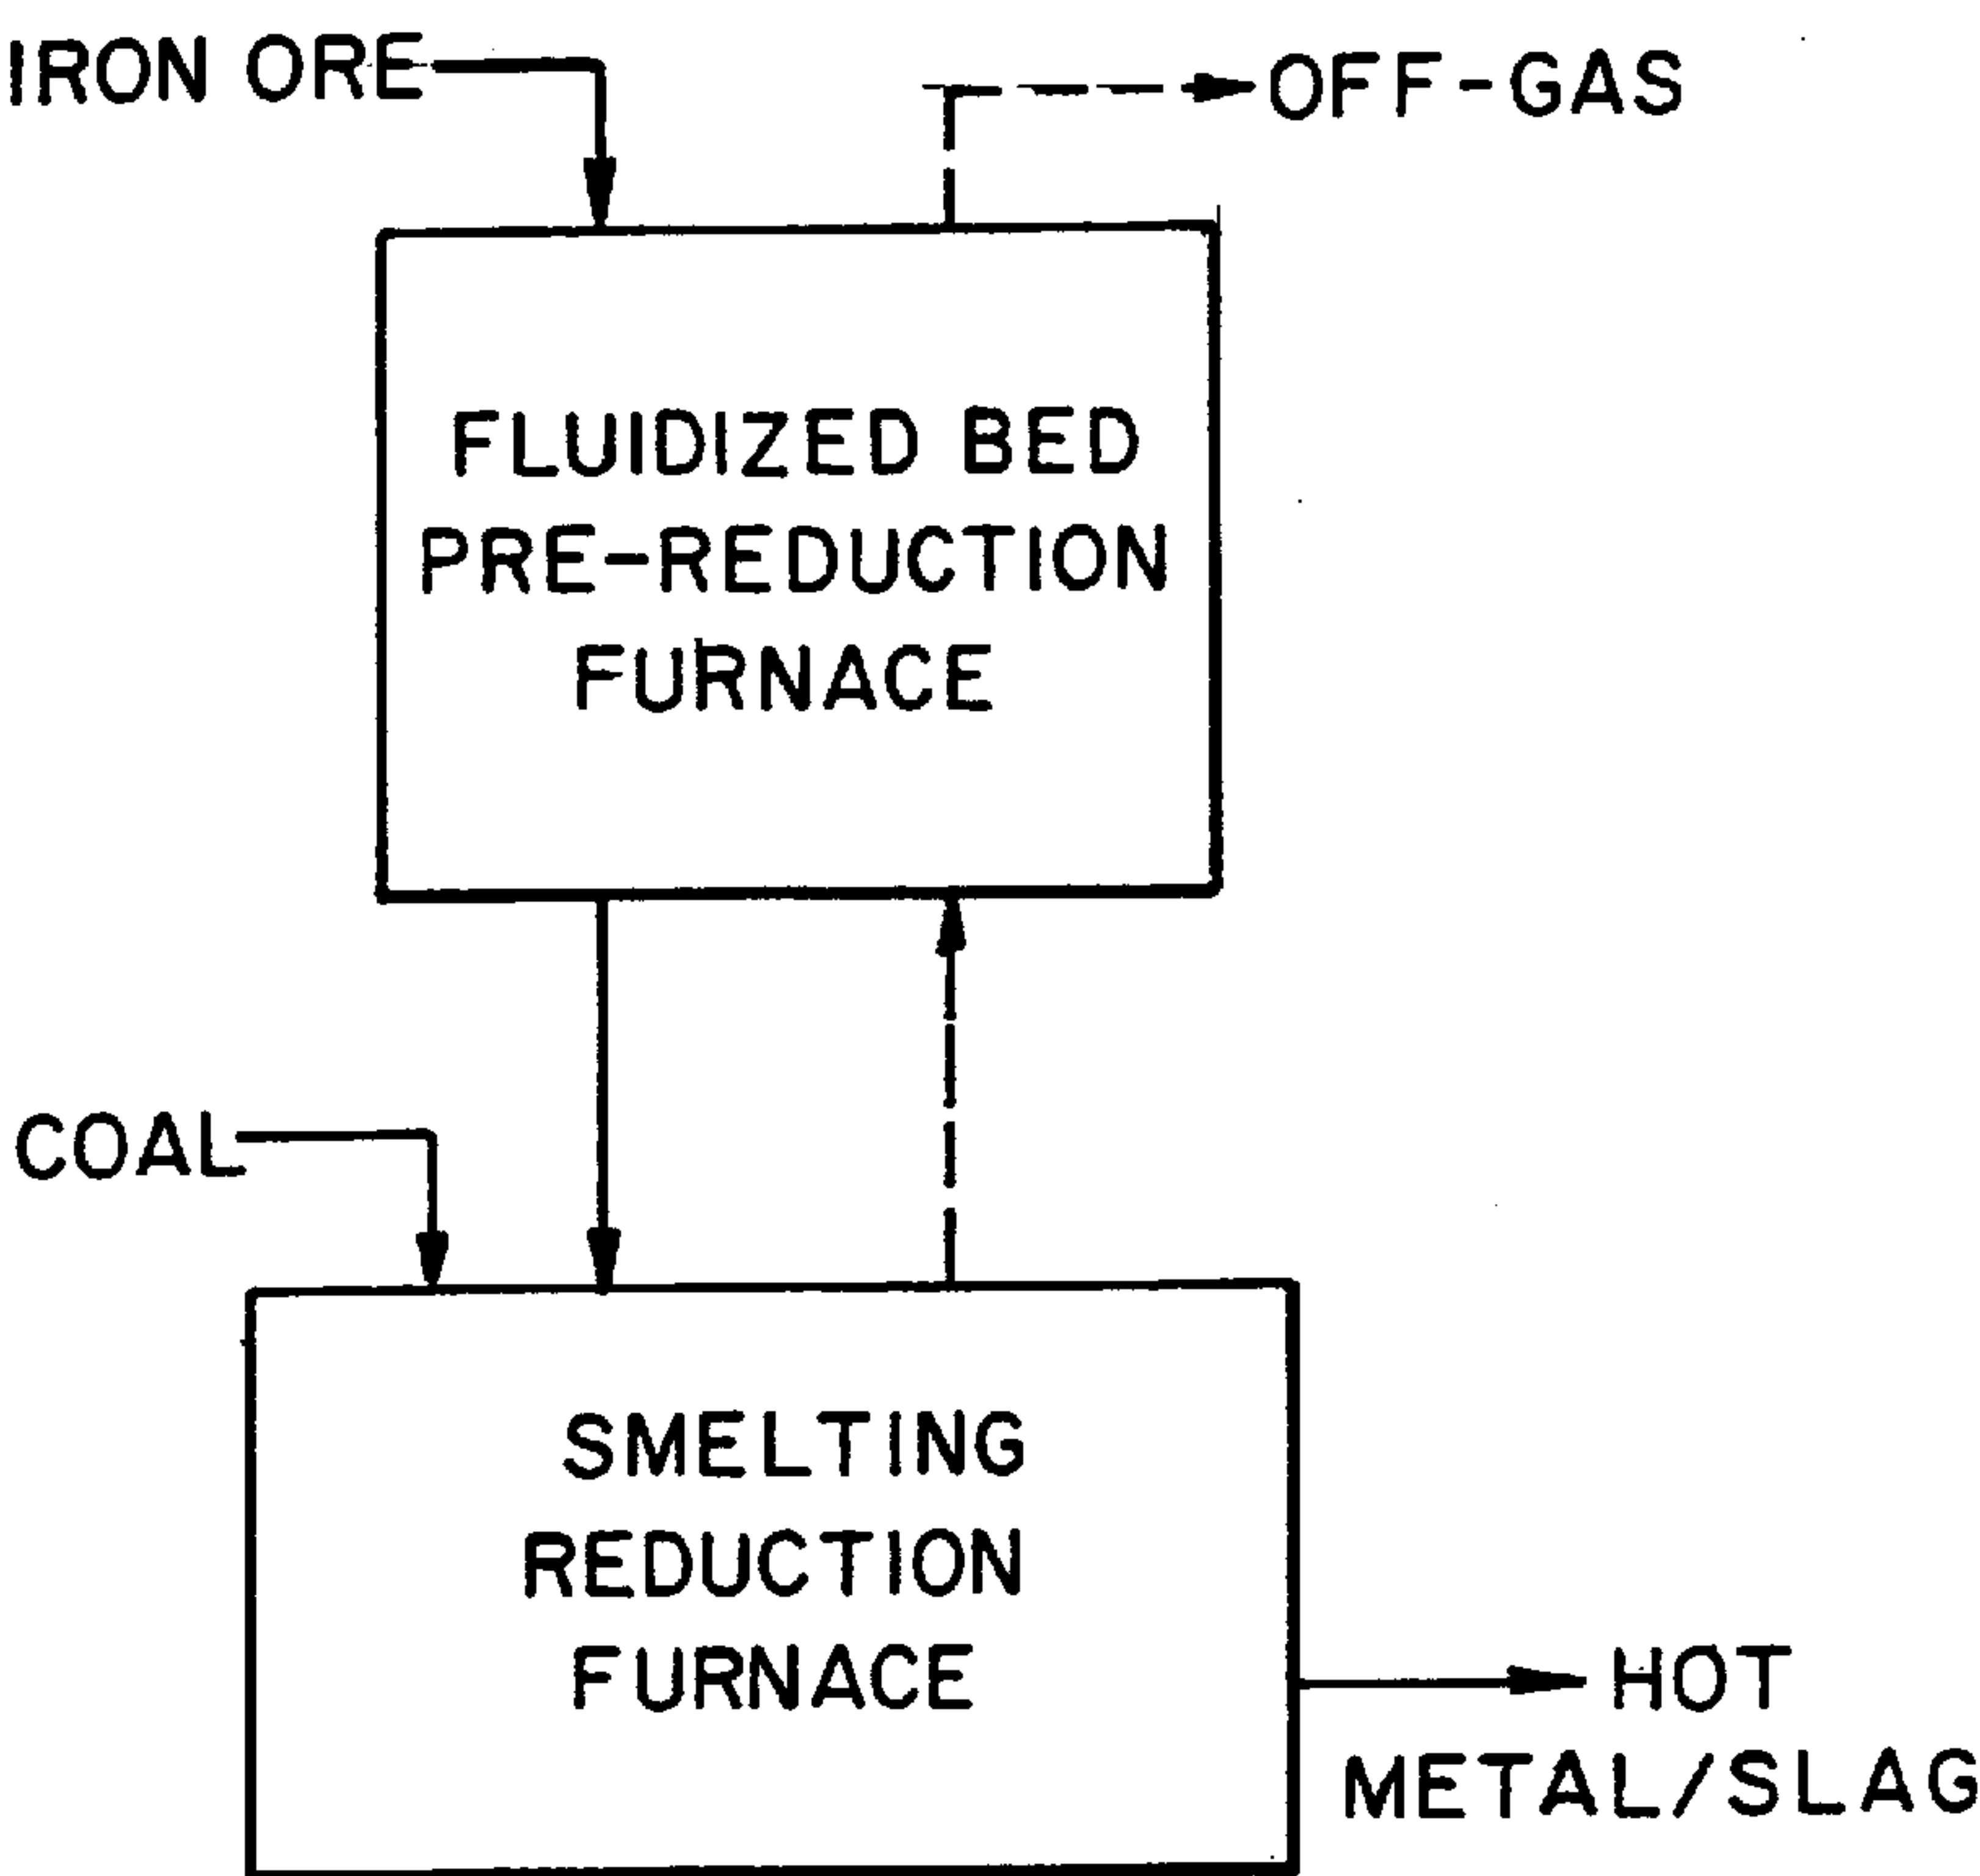 IRON ORE
OFF-GAS
FLUIDIZED BED
PRE-REDUCTION
FURNACE
COAL
SMELTING
REDUCTION
FURNACE
HOT
METAL/SLAG